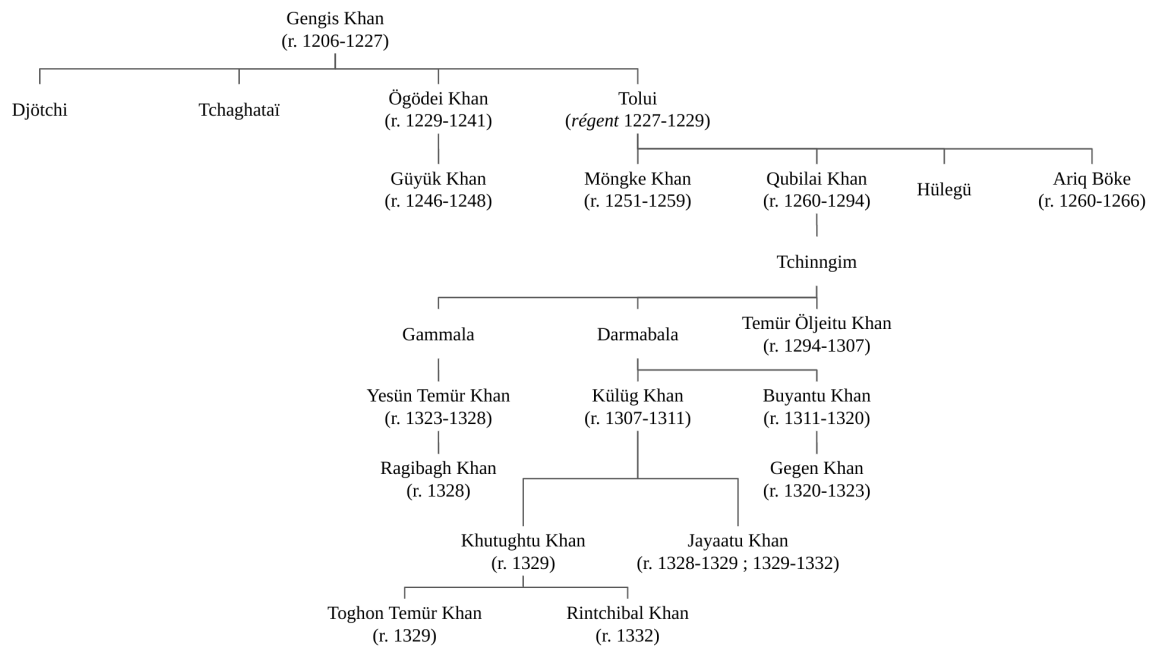 Gengis Khan
(r. 1206-1227)
Djötchi
Tchaghataï
Ögödei Khan
(r. 1229-1241)
Tolui
(régent 1227-1229)
Güyük Khan
(r. 1246-1248)
Möngke Khan
(r. 1251-1259)
Qubilai Khan
(r. 1260-1294)
Hülegü
Ariq Böke
(r. 1260-1266)
Tchinngim
Gammala
Darmabala
Temür Öljeitu Khan
(r. 1294-1307)
Yesün Temür Khan
(r. 1323-1328)
Külüg Khan
(r. 1307-1311)
Buyantu Khan
(r. 1311-1320)
Ragibagh Khan
(r. 1328)
Gegen Khan
(r. 1320-1323)
Khutughtu Khan
(r. 1329)
Jayaatu Khan
(r. 1328-1329 ; 1329-1332)
Toghon Temür Khan
(r. 1329)
Rintchibal Khan
(r. 1332)